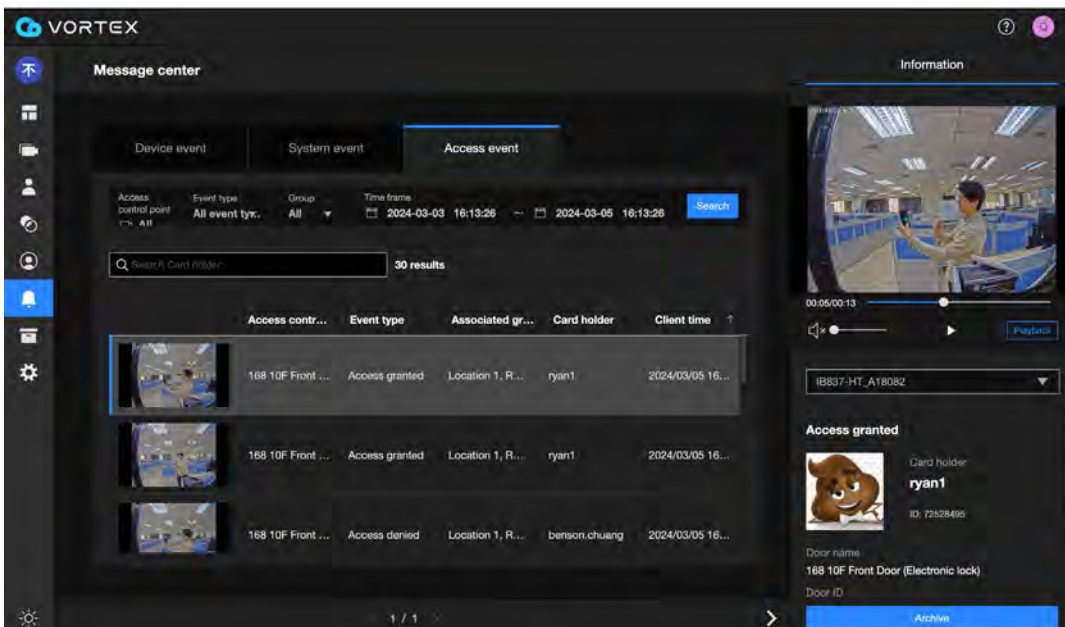 VORTEX
Message center
Information
Device event
System event
Access event
Access control point
All
Event type
All event typ..
Group
All
Time frame
2024-03-03 16:13:26 ~ 2024-03-05 16:13:26
Search
Search Card holder
30 results
Access contr... Event type Associated gr... Card holder Client time ↑
168 10F Front ... Access granted Location 1, R... ryan1 2024/03/05 16...
168 10F Front ... Access granted Location 1, R... ryan1 2024/03/05 16...
168 10F Front ... Access denied Location 1, R... benson.chuang 2024/03/05 16...
1 / 1
00:05/00:13
Playback
IB837-HT_A18082
Access granted
Card holder
ryan1
ID: 72528495
Door name
168 10F Front Door (Electronic lock)
Door ID
Archive